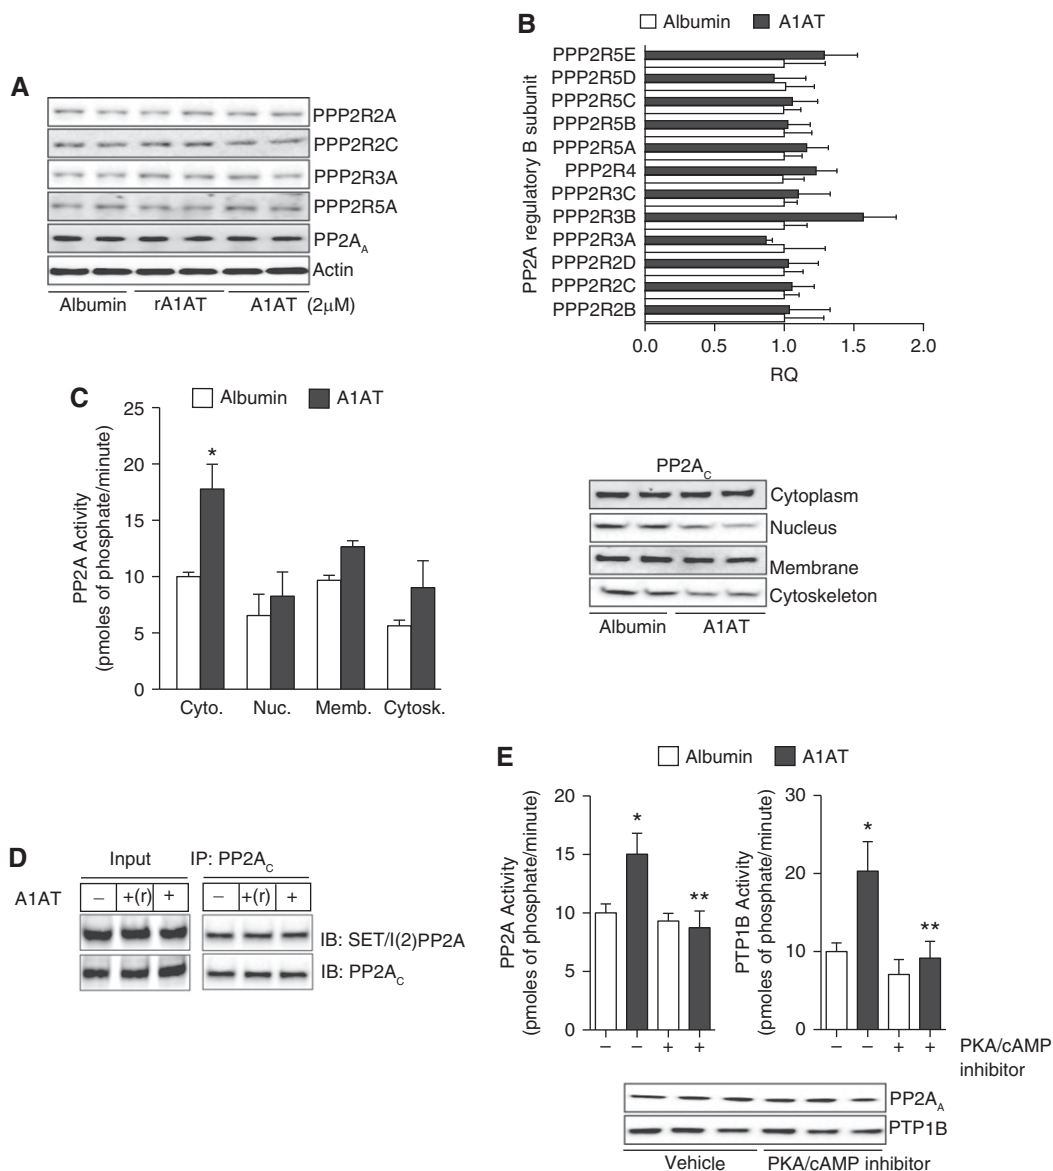 A
PPP2R2A
PPP2R2C
PPP2R3A
PPP2R5A
PP2AA
Actin
Albumin rA1AT A1AT (2μM)
B
Albumin A1AT
PP2A regulatory B subunit
PPP2R5E
PPP2R5D
PPP2R5C
PPP2R5B
PPP2R5A
PPP2R4
PPP2R3C
PPP2R3B
PPP2R3A
PPP2R2D
PPP2R2C
PPP2R2B
0.0 0.5 1.0 1.5 2.0
RQ
C
Albumin A1AT
PP2A Activity
(pmoles of phosphate/minute)
25
20
15
10
5
0
*
Cyto. Nuc. Memb. Cytosk.
PP2AC
Cytoplasm
Nucleus
Membrane
Cytoskeleton
Albumin A1AT
D
Input IP: PP2AC
A1AT – +(r) + – +(r) +
IB: SET/I(2)PP2A
IB: PP2AC
E
Albumin A1AT
PP2A Activity
(pmoles of phosphate/minute)
20
15
10
5
0
*
**
– – + +
PTP1B Activity
(pmoles of phosphate/minute)
30
20
10
0
*
**
– – + +
PKA/cAMP
inhibitor
PP2AA
PTP1B
Vehicle PKA/cAMP inhibitor